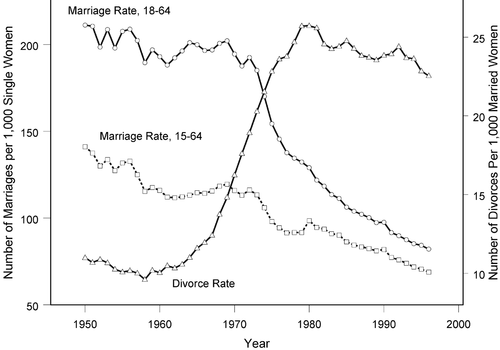 Marriage Rate, 18-64
Marriage Rate, 15-64
Divorce Rate
Number of Marriages per 1,000 Single Women
200
150
100
50
Number of Divorces Per 1,000 Married Women
25
20
15
10
1950
1960
1970
1980
1990
2000
Year